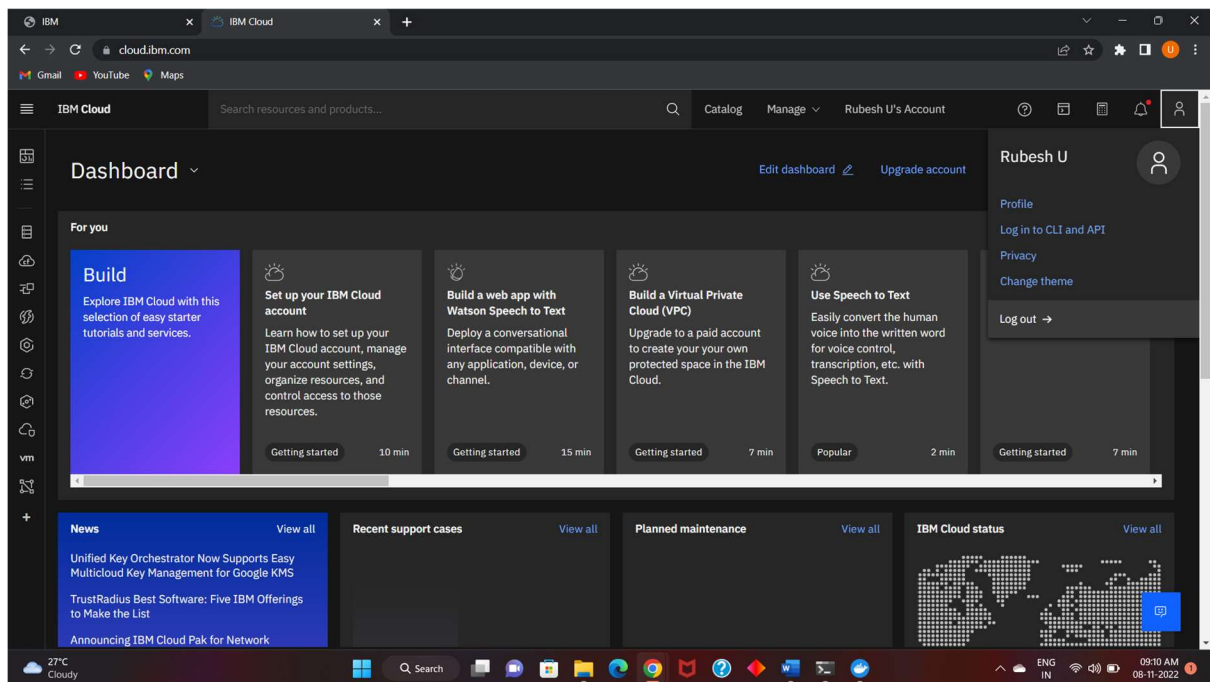 IBM
IBM Cloud
cloud.ibm.com
U
Gmail
YouTube
Maps
IBM Cloud
Search resources and products...
Catalog
Manage
Rubesh U's Account
Dashboard
Edit dashboard
Upgrade account
Rubesh U
Profile
Log in to CLI and API
Privacy
Change theme
Log out →
For you
Build
Explore IBM Cloud with this
selection of easy starter
tutorials and services.
Set up your IBM Cloud
account
Learn how to set up your
IBM Cloud account, manage
your account settings,
organize resources, and
control access to those
resources.
Getting started 10 min
Build a web app with
Watson Speech to Text
Deploy a conversational
interface compatible with
any application, device, or
channel.
Getting started 15 min
Build a Virtual Private
Cloud (VPC)
Upgrade to a paid account
to create your your own
protected space in the IBM
Cloud.
Getting started 7 min
Use Speech to Text
Easily convert the human
voice into the written word
for voice control,
transcription, etc. with
Speech to Text.
Popular 2 min
Getting started 7 min
vm
News View all
Unified Key Orchestrator Now Supports Easy
Multicloud Key Management for Google KMS
TrustRadius Best Software: Five IBM Offerings
to Make the List
Announcing IBM Cloud Pak for Network
Recent support cases View all
Planned maintenance View all
IBM Cloud status View all
27°C
Cloudy
Search
ENG
IN
09:10 AM
08-11-2022
1